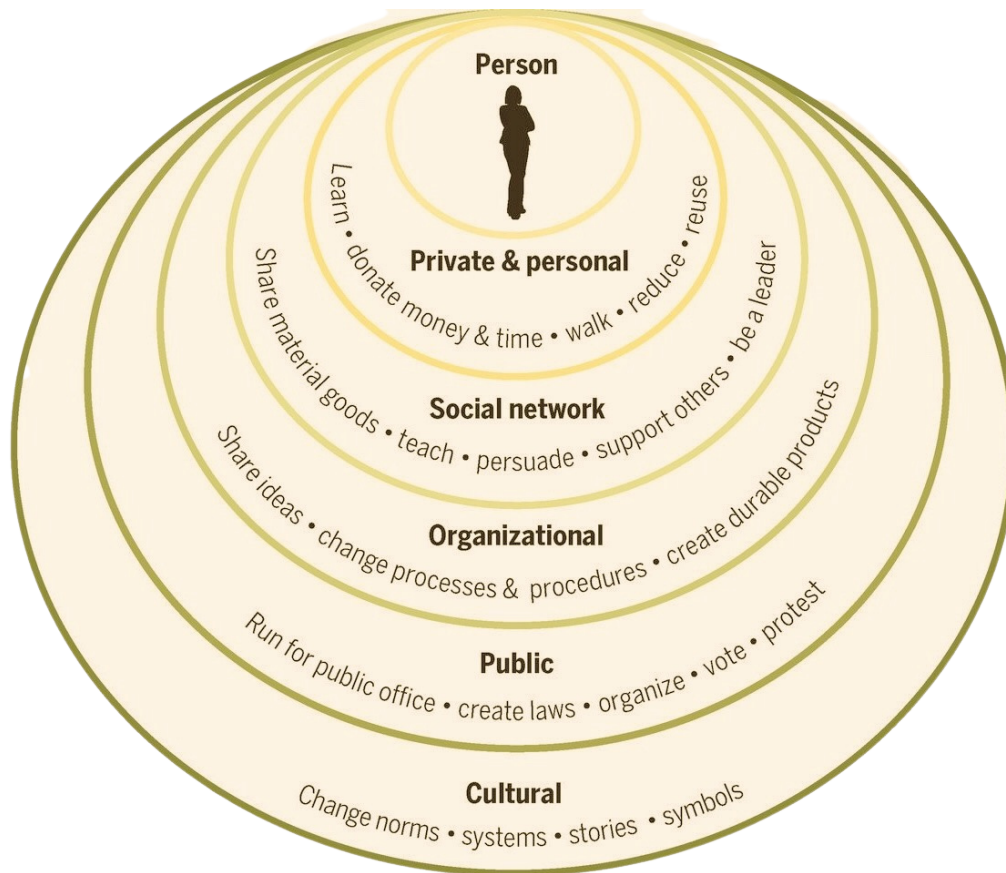 Person
Private & personal
Learn • donate money & time • walk • reduce • reuse
Social network
Share material goods • teach • persuade • support others • be a leader
Organizational
Share ideas • change processes & procedures • create durable products
Public
Run for public office • create laws • organize • vote • protest
Cultural
Change norms • systems • stories • symbols